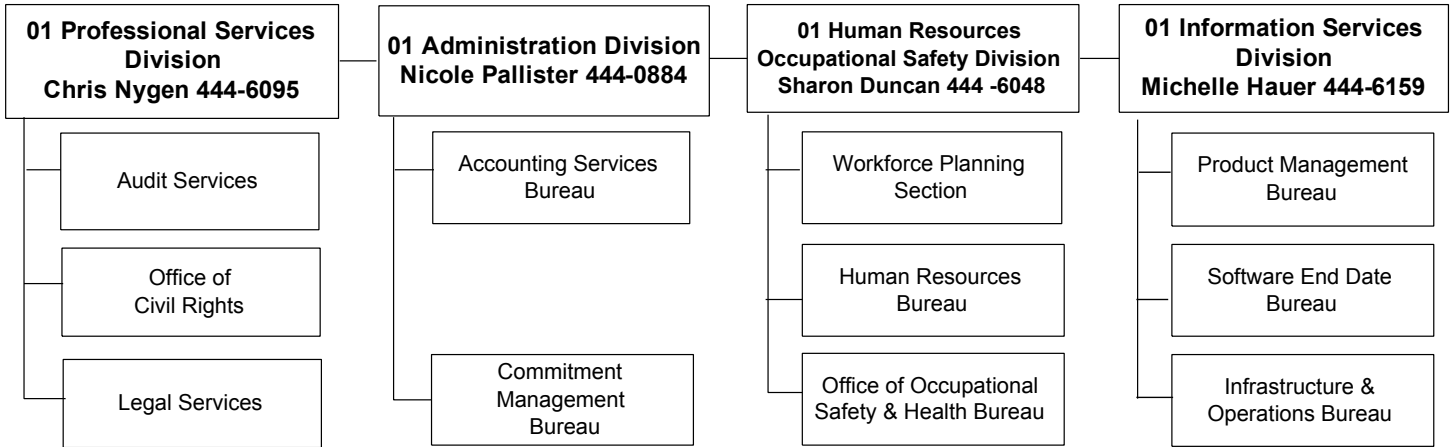 01 Professional Services
Division
Chris Nygen 444-6095
Audit Services
Office of
Civil Rights
Legal Services
01 Administration Division
Nicole Pallister 444-0884
Accounting Services
Bureau
Commitment
Management
Bureau
01 Human Resources
Occupational Safety Division
Sharon Duncan 444 -6048
Workforce Planning
Section
Human Resources
Bureau
Office of Occupational
Safety & Health Bureau
01 Information Services
Division
Michelle Hauer 444-6159
Product Management
Bureau
Software End Date
Bureau
Infrastructure &
Operations Bureau